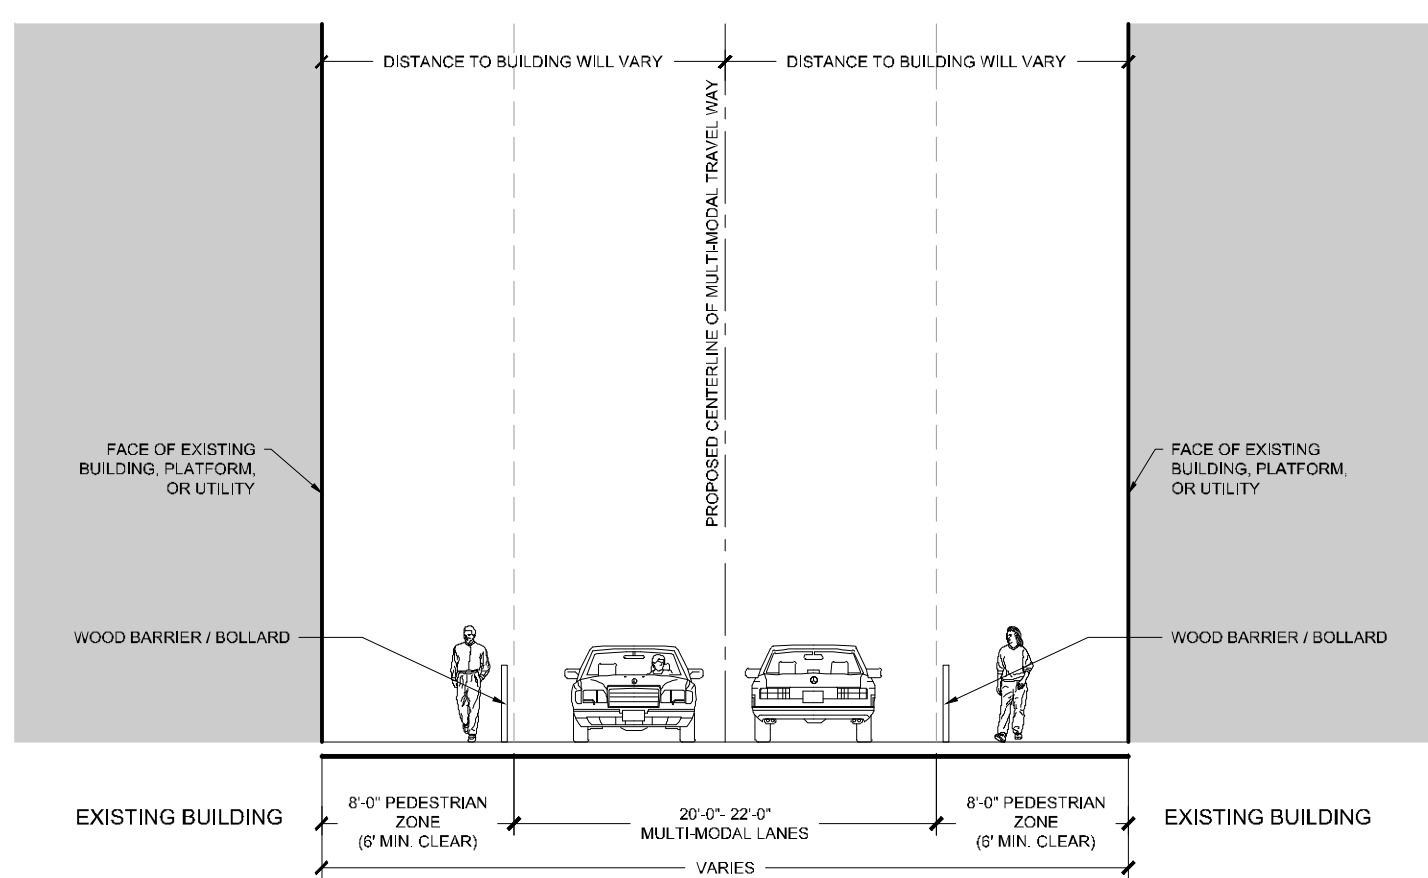 DISTANCE TO BUILDING WILL VARY
DISTANCE TO BUILDING WILL VARY
PROPOSED CENTERLINE OF MULTI-MODAL TRAVEL WAY
FACE OF EXISTING
BUILDING, PLATFORM,
OR UTILITY
FACE OF EXISTING
BUILDING, PLATFORM,
OR UTILITY
WOOD BARRIER / BOLLARD
WOOD BARRIER / BOLLARD
EXISTING BUILDING
8'-0" PEDESTRIAN
ZONE
(6' MIN. CLEAR)
20'-0"- 22'-0"
MULTI-MODAL LANES
8'-0" PEDESTRIAN
ZONE
(6' MIN. CLEAR)
EXISTING BUILDING
VARIES